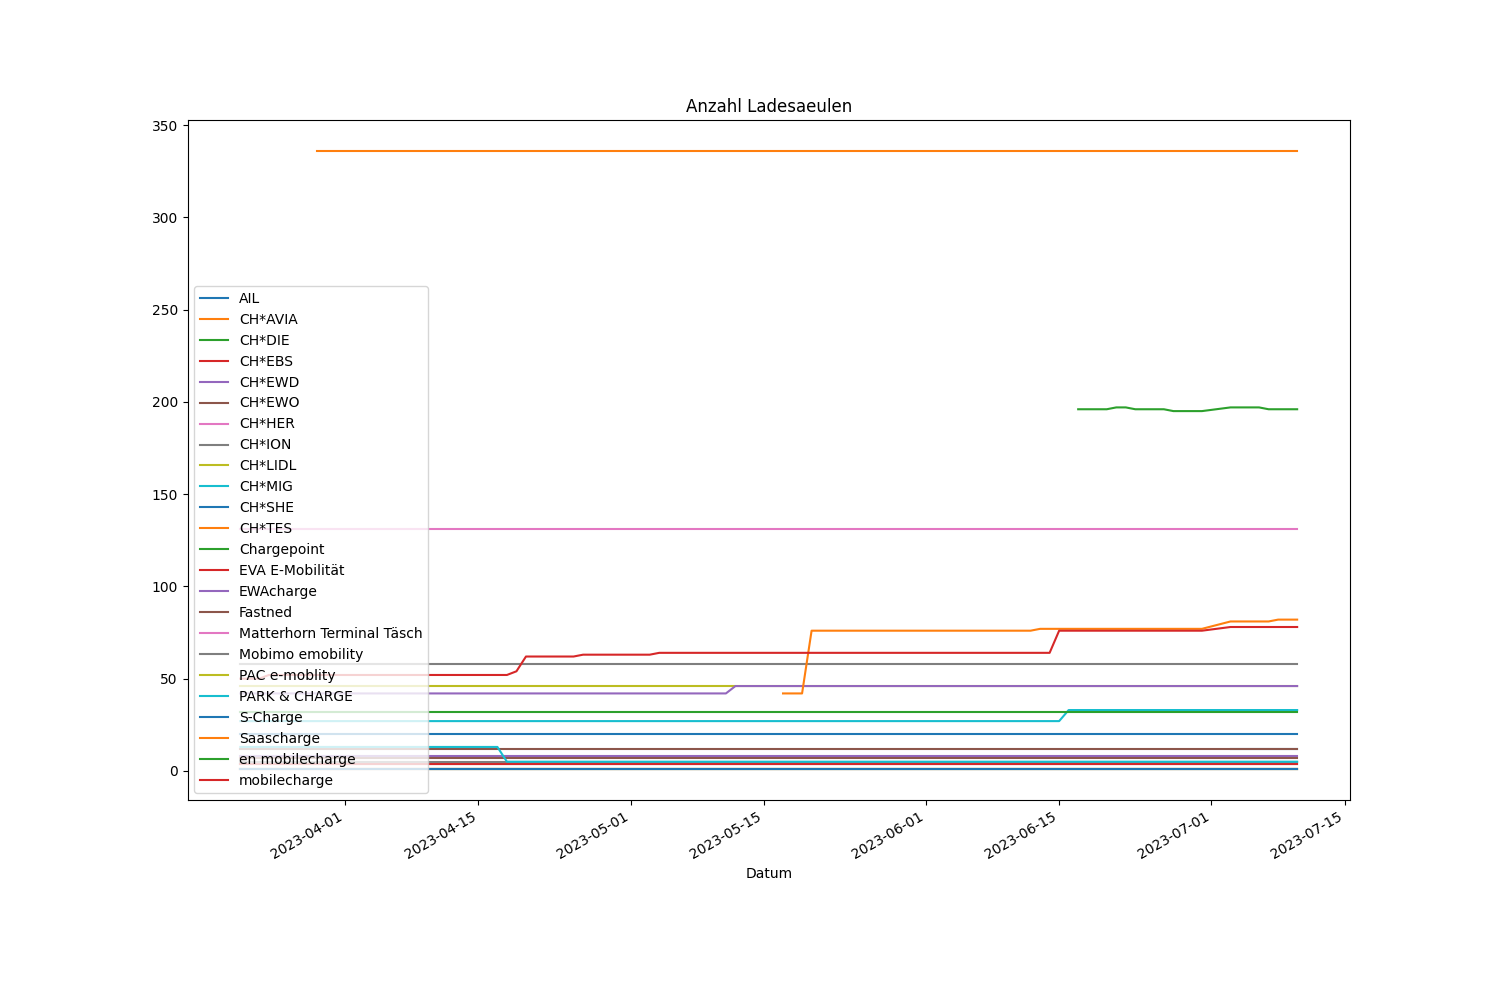 Anzahl Ladesaeulen
350
300
250
200
150
100
50
0
AIL
CH*AVIA
CH*DIE
CH*EBS
CH*EWD
CH*EWO
CH*HER
CH*ION
CH*LIDL
CH*MIG
CH*SHE
CH*TES
Chargepoint
EVA E-Mobilität
EWAcharge
Fastned
Matterhorn Terminal Täsch
Mobimo emobility
PAC e-moblity
PARK & CHARGE
S-Charge
Saascharge
en mobilecharge
mobilecharge
2023-04-01
2023-04-15
2023-05-01
2023-05-15
2023-06-01
2023-06-15
2023-07-01
2023-07-15
Datum